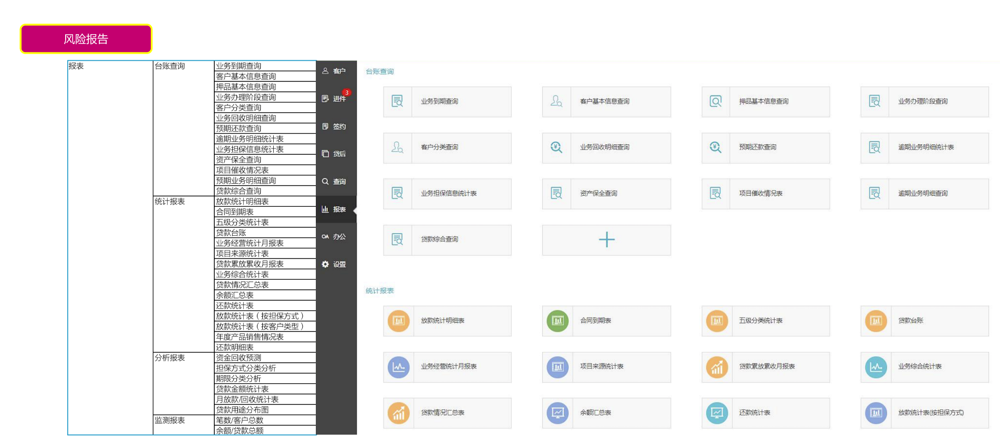 风险报告
报表
台账查询
业务到期查询
客户基本信息查询
押品基本信息查询
业务办理阶段查询
客户分类查询
业务回收明细查询
预期还款查询
逾期业务明细统计表
业务担保信息统计表
资产保全查询
项目催收情况表
预期业务明细查询
贷款综合查询
统计报表
放款统计明细表
合同到期表
五级分类统计表
贷款台账
业务经营统计月报表
项目来源统计表
贷款累放累收月报表
业务综合统计表
贷款情况汇总表
余额汇总表
还款统计表
放款统计表（按担保方式）
放款统计表（按客户类型）
年度产品销售情况表
还款明细表
分析报表
资金回收预测
担保方式分类分析
期限分类分析
贷款金额统计表
月放款/回收统计表
贷款用途分布图
监测报表
笔数/客户总数
余额/贷款总额
客户
进件
3
签约
贷后
查询
报表
OA 办公
设置
台账查询
业务到期查询
客户基本信息查询
押品基本信息查询
业务办理阶段查询
客户分类查询
业务回收明细查询
预期还款查询
逾期业务明细统计表
业务担保信息统计表
资产保全查询
项目催收情况表
逾期业务明细查询
贷款综合查询
统计报表
放款统计明细表
合同到期表
五级分类统计表
贷款台账
业务经营统计月报表
项目来源统计表
贷款累放累收月报表
业务综合统计表
贷款情况汇总表
余额汇总表
还款统计表
放款统计表(按担保方式)